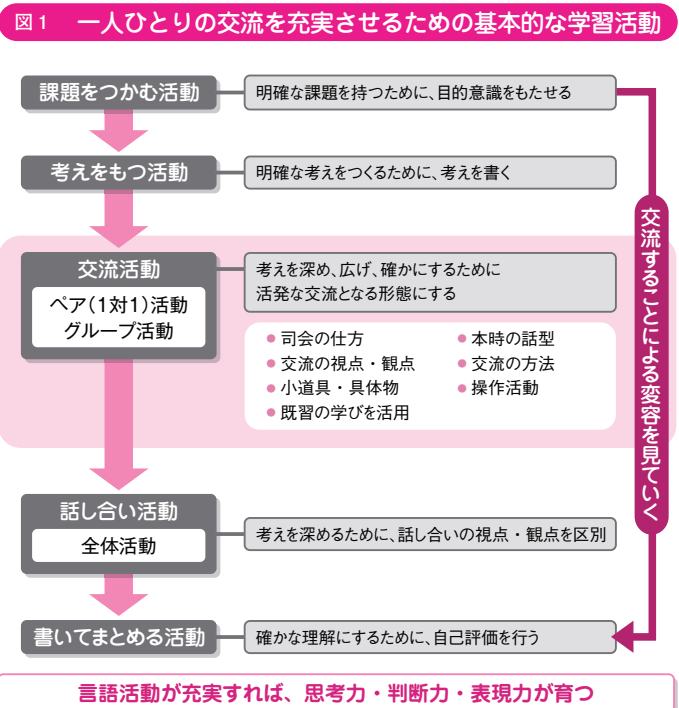 図1 一人ひとりの交流を充実させるための基本的な学習活動
課題をつかむ活動
明確な課題を持つために、目的意識をもたせる
考えをもつ活動
明確な考えをつくるために、考えを書く
交流活動
ペア(1対1)活動
グループ活動
考えを深め、広げ、確かにするために
活発な交流となる形態にする
● 司会の仕方
● 交流の視点・観点
● 小道具・具体物
● 既習の学びを活用
● 本時の話型
● 交流の方法
● 操作活動
話し合い活動
全体活動
考えを深めるために、話し合いの視点・観点を区別
書いてまとめる活動
確かな理解にするために、自己評価を行う
交流することによる変容を見ていく
言語活動が充実すれば、思考力・判断力・表現力が育つ